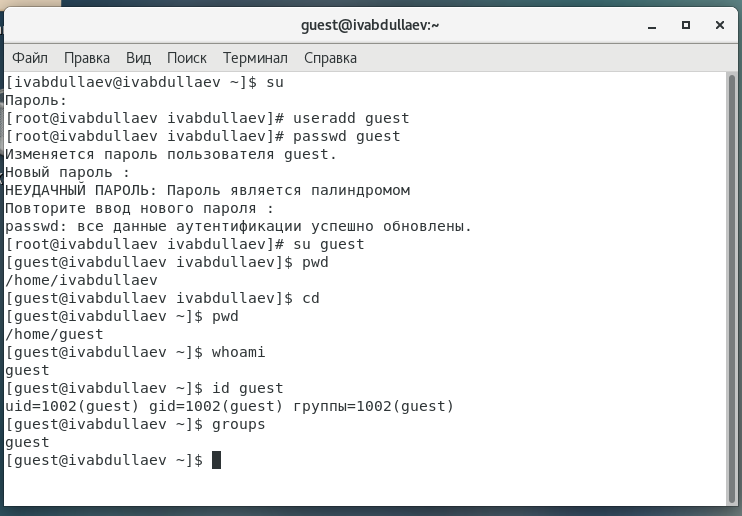 guest@ivabdullaev:~
Файл Правка Вид Поиск Терминал Справка
[ivabdullaev@ivabdullaev ~]$ su
Пароль:
[root@ivabdullaev ivabdullaev]# useradd guest
[root@ivabdullaev ivabdullaev]# passwd guest
Изменяется пароль пользователя guest.
Новый пароль :
НЕУДАЧНЫЙ ПАРОЛЬ: Пароль является палиндромом
Повторите ввод нового пароля :
passwd: все данные аутентификации успешно обновлены.
[root@ivabdullaev ivabdullaev]# su guest
[guest@ivabdullaev ivabdullaev]$ pwd
/home/ivabdullaev
[guest@ivabdullaev ivabdullaev]$ cd
[guest@ivabdullaev ~]$ pwd
/home/guest
[guest@ivabdullaev ~]$ whoami
guest
[guest@ivabdullaev ~]$ id guest
uid=1002(guest) gid=1002(guest) группы=1002(guest)
[guest@ivabdullaev ~]$ groups
guest
[guest@ivabdullaev ~]$